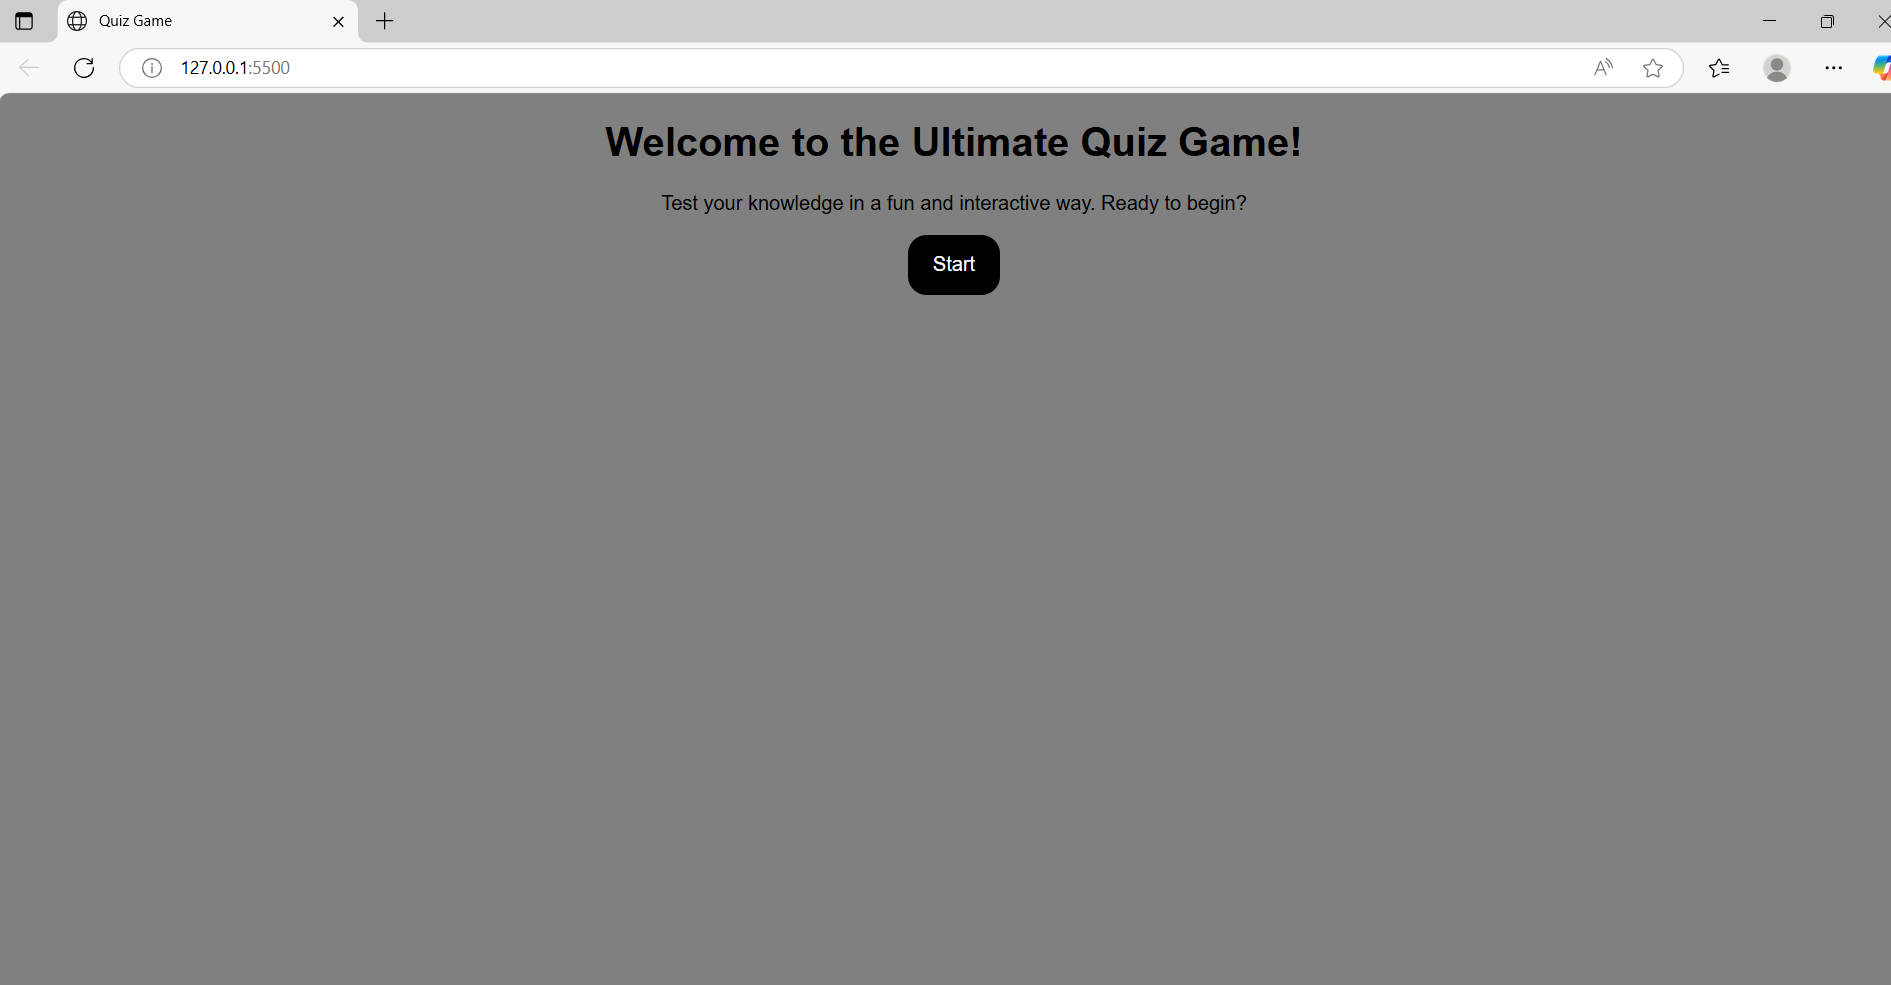 Quiz Game
127.0.0.1:5500
Welcome to the Ultimate Quiz Game!
Test your knowledge in a fun and interactive way. Ready to begin?
Start